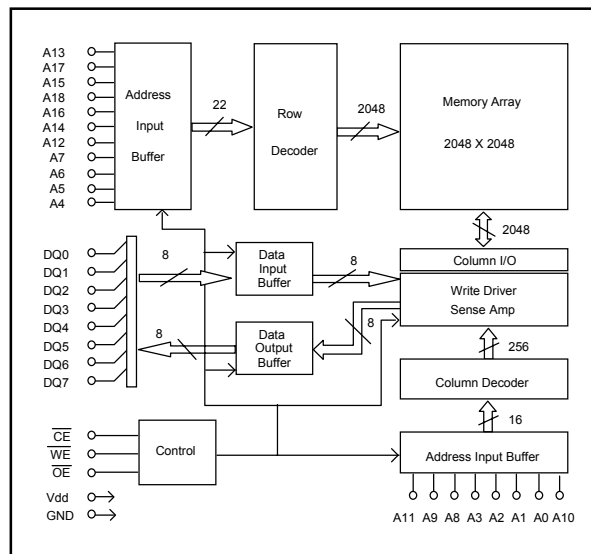 A13
A17
A15
A18
A16
A14
A12
A7
A6
A5
A4
Address
Input
Buffer
22
Row
Decoder
2048
Memory Array
2048 X 2048
2048
Column I/O
DQ0
DQ1
DQ2
DQ3
DQ4
DQ5
DQ6
DQ7
8
Data
Input
Buffer
8
Write Driver
Sense Amp
8
Data
Output
Buffer
8
256
Column Decoder
16
Address Input Buffer
CE
WE
OE
Control
Vdd
GND
A11 A9 A8 A3 A2 A1 A0 A10